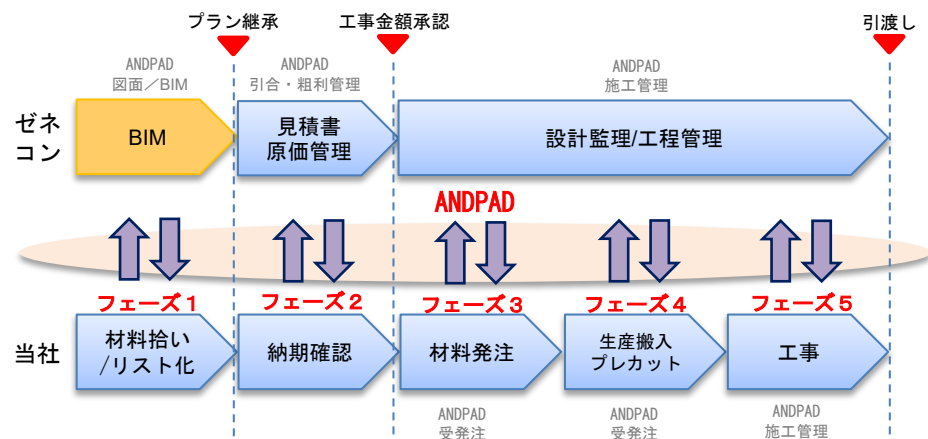 プラン継承
工事金額承認
引渡し
ANDPAD
図面／BIM
ANDPAD
引合・粗利管理
ANDPAD
施工管理
ゼネ
コン
BIM
見積書
原価管理
設計監理/工程管理
ANDPAD
フェーズ１
フェーズ２
フェーズ３
フェーズ４
フェーズ５
当社
材料拾い
/リスト化
納期確認
材料発注
生産搬入
プレカット
工事
ANDPAD
受発注
ANDPAD
受発注
ANDPAD
施工管理